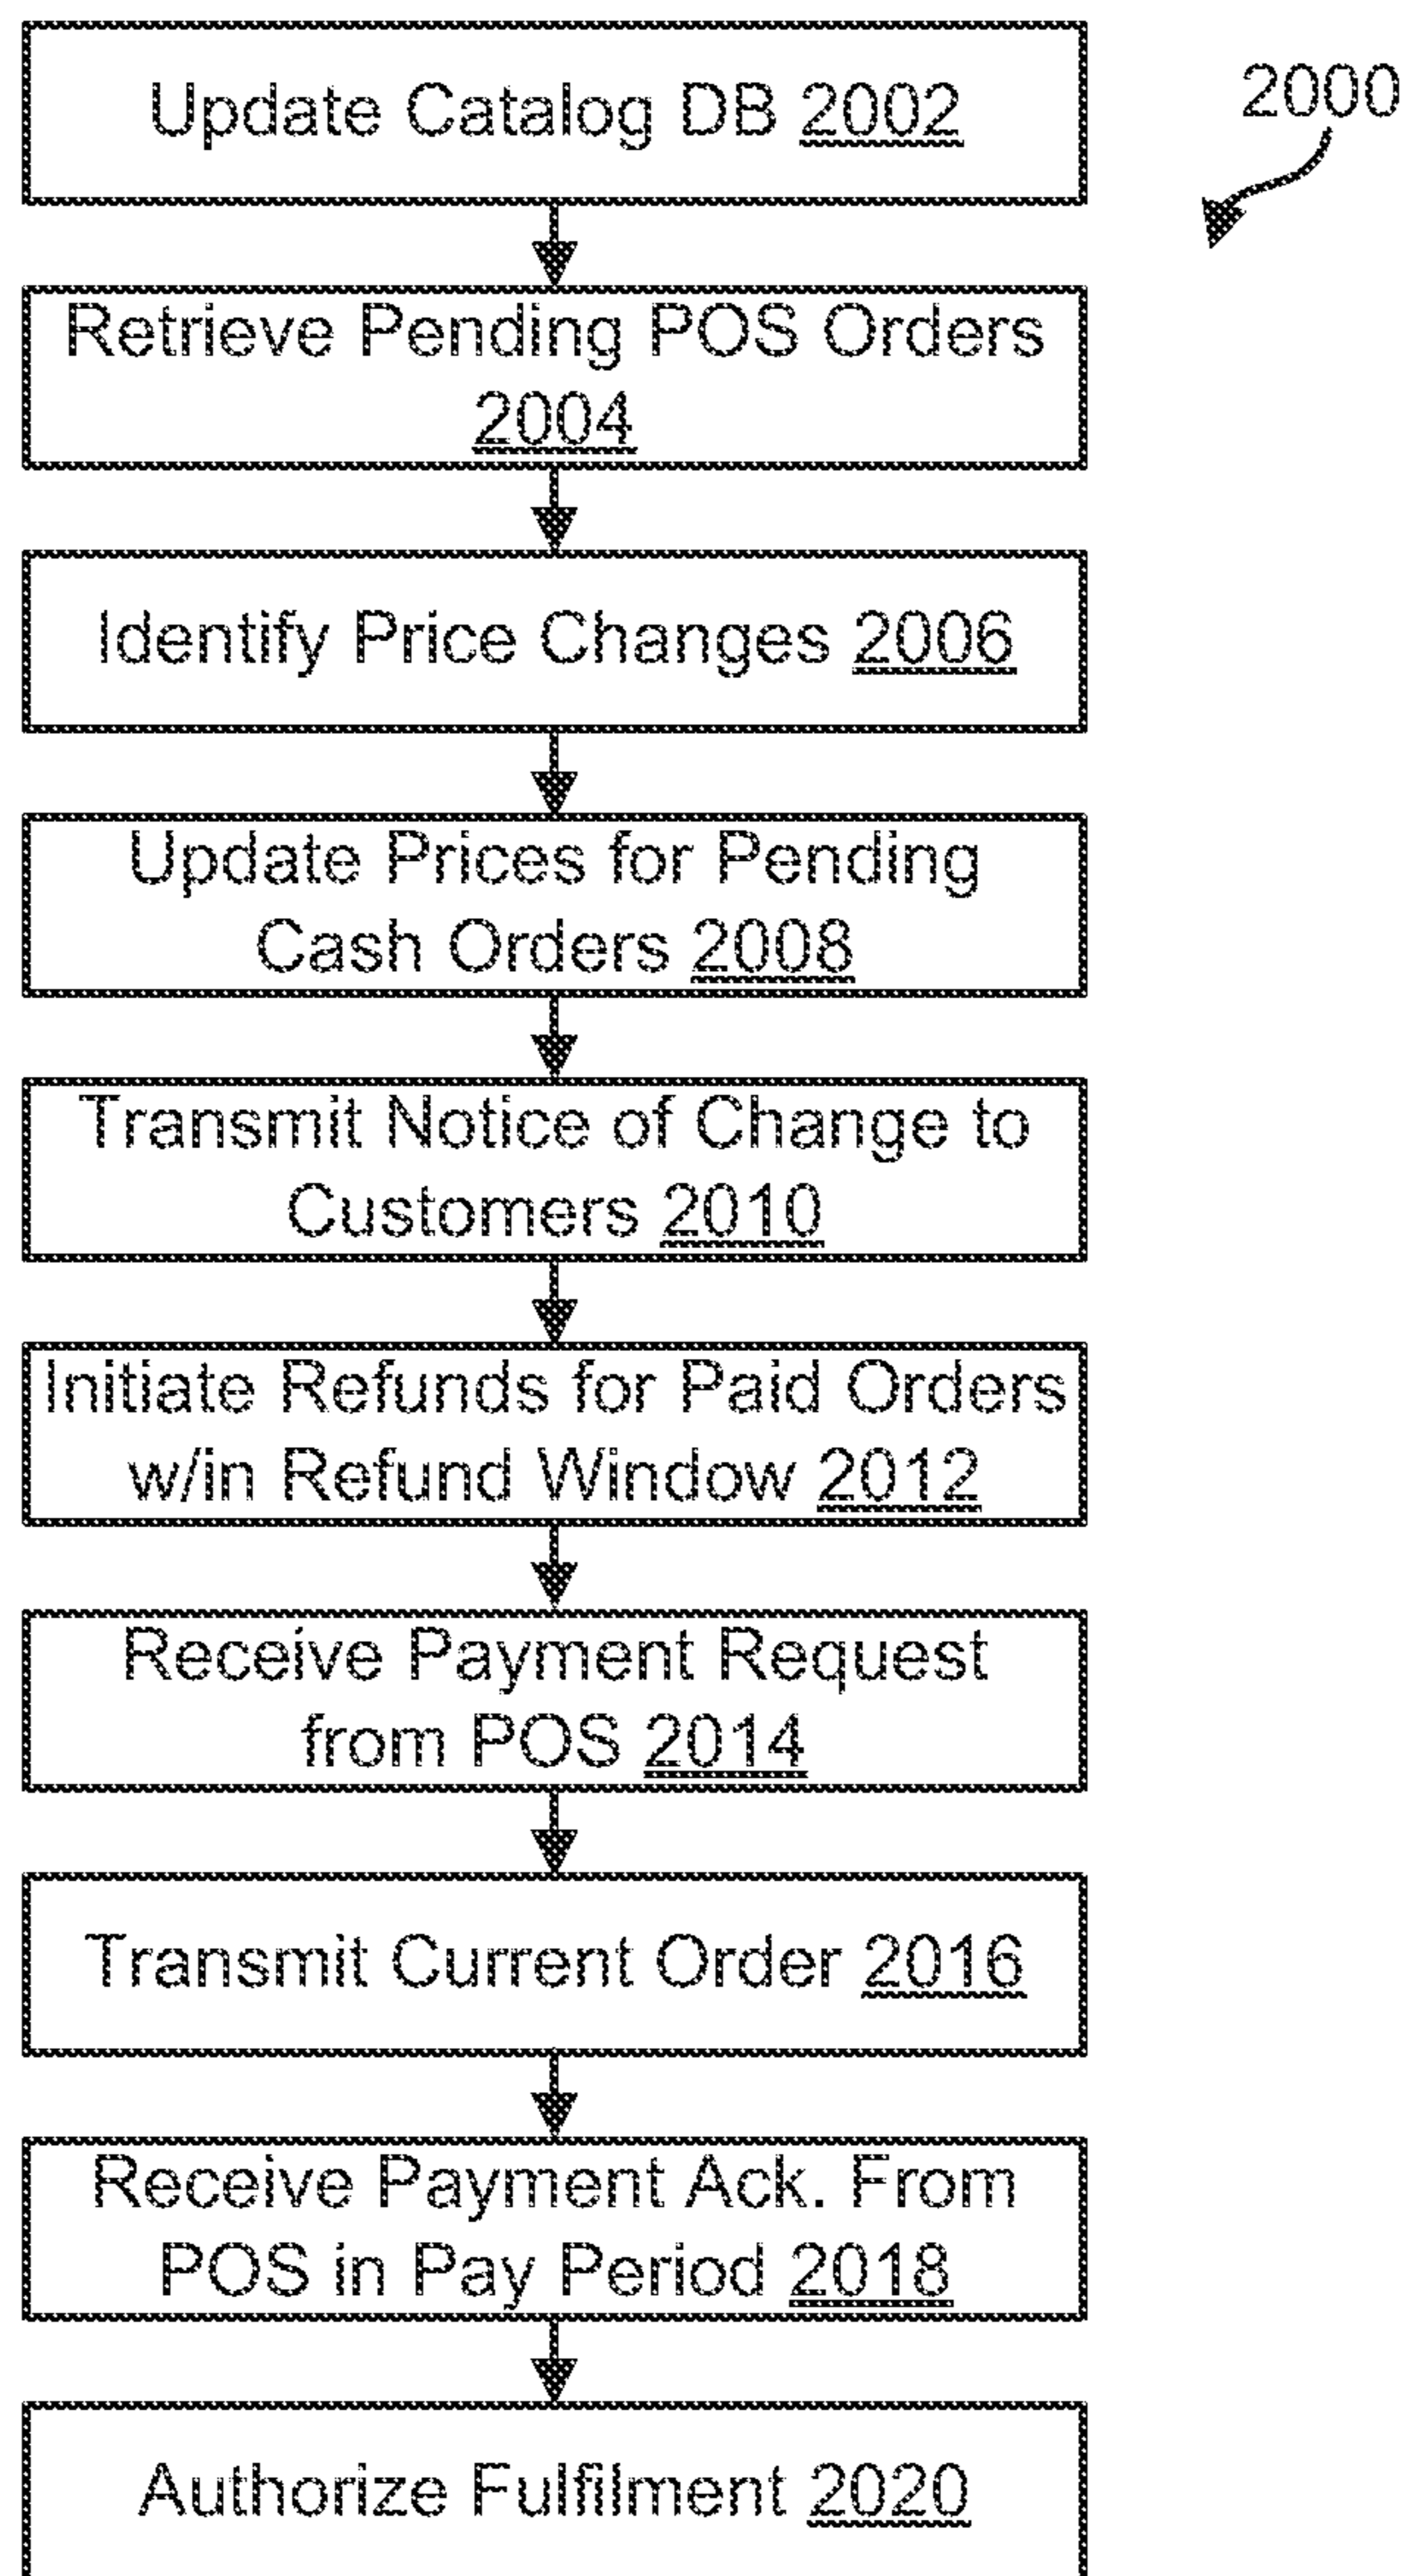 Update Catalog DB 2002
2000
Retrieve Pending POS Orders
2004
Identify Price Changes 2006
Update Prices for Pending
Cash Orders 2008
Transmit Notice of Change to
Customers 2010
Initiate Refunds for Paid Orders
w/in Refund Window 2012
Receive Payment Request
from POS 2014
Transmit Current Order 2016
Receive Payment Ack. From
POS in Pay Period 2018
Authorize Fulfilment 2020